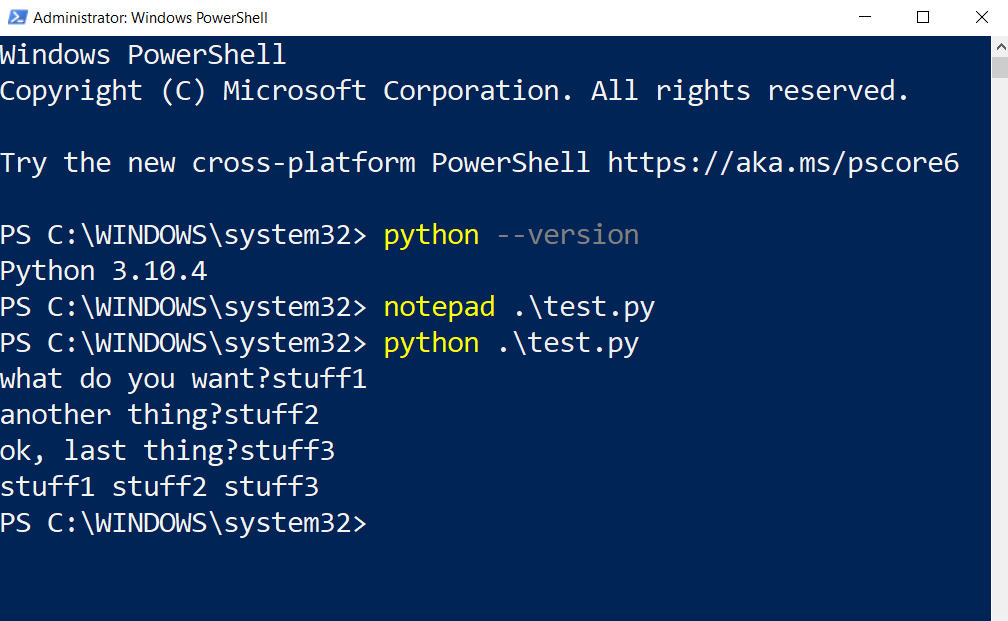 Administrator: Windows PowerShell
Windows PowerShell
Copyright (C) Microsoft Corporation. All rights reserved.
Try the new cross-platform PowerShell https://aka.ms/pscore6
PS C:\WINDOWS\system32> python --version
Python 3.10.4
PS C:\WINDOWS\system32> notepad .\test.py
PS C:\WINDOWS\system32> python .\test.py
what do you want?stuff1
another thing?stuff2
ok, last thing?stuff3
stuff1 stuff2 stuff3
PS C:\WINDOWS\system32>